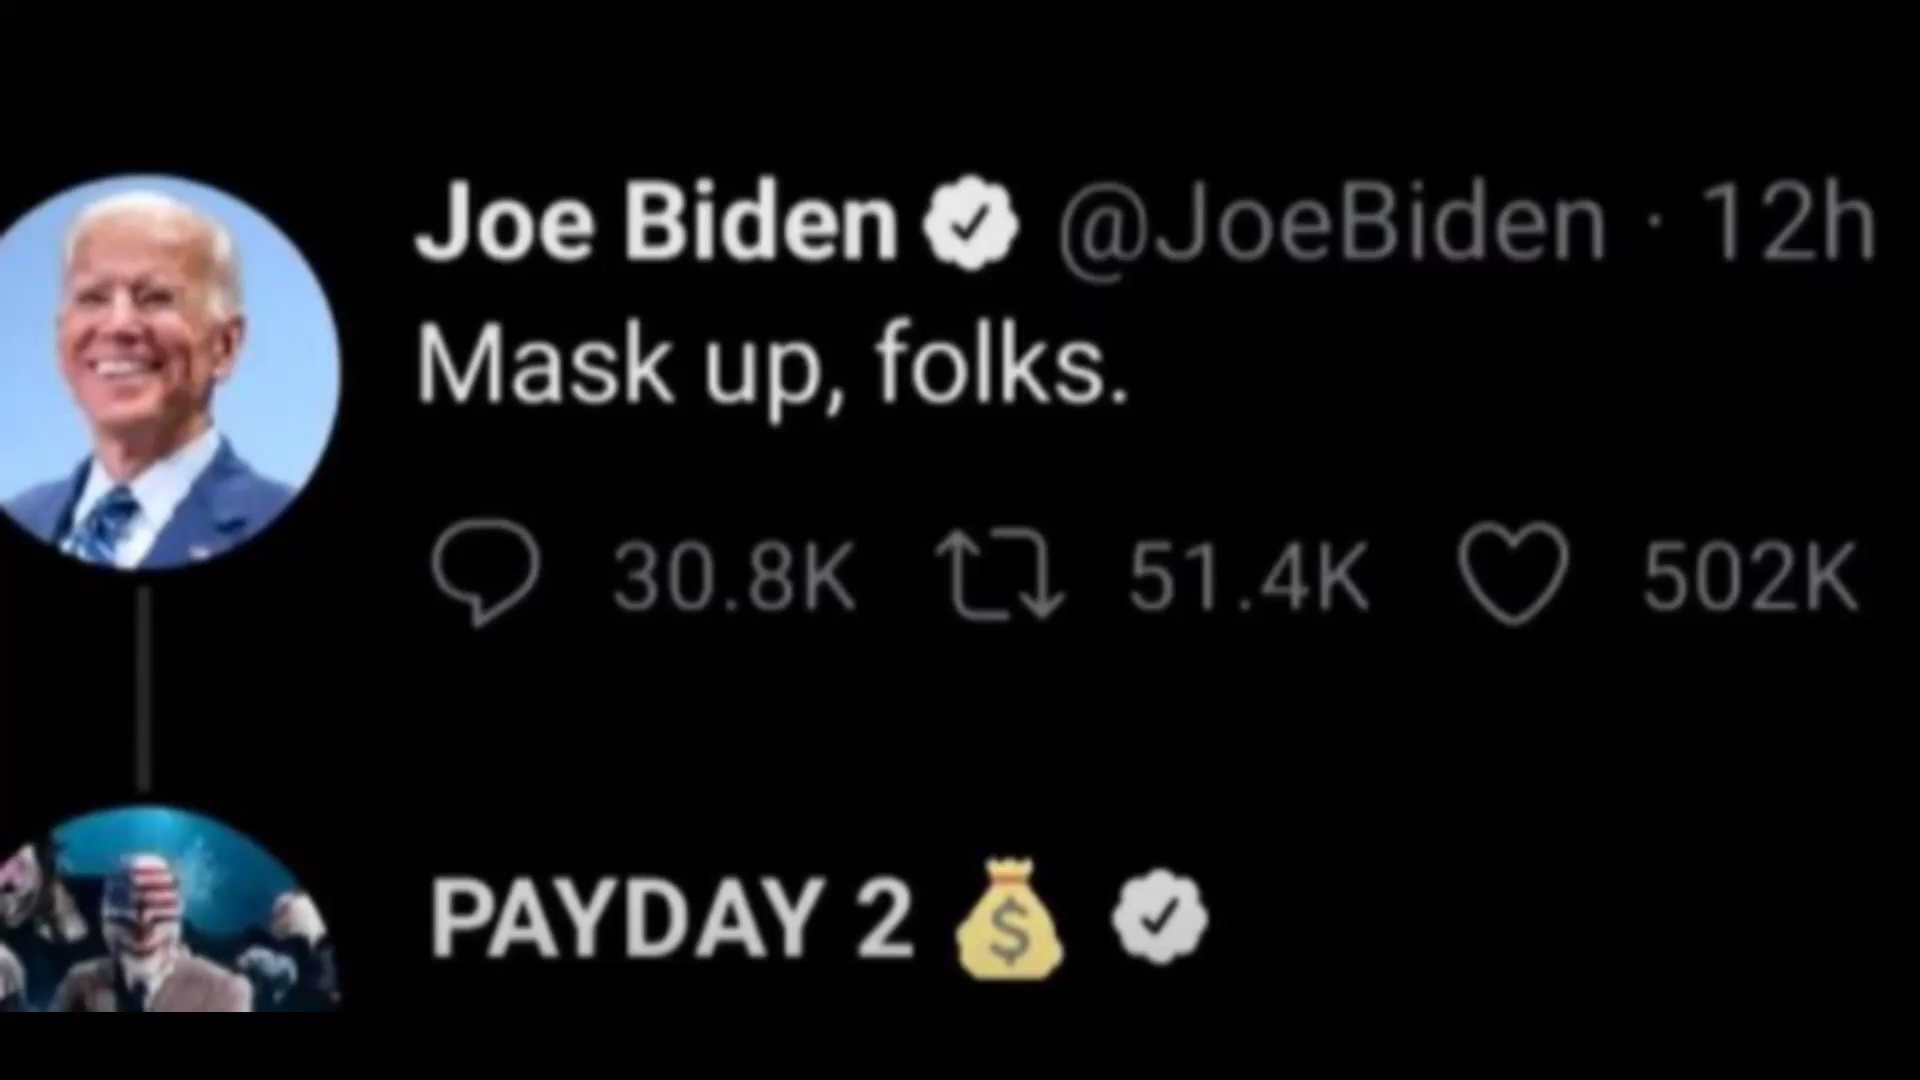 Joe Biden @JoeBiden · 12h
Mask up, folks.
30.8K 51.4K 502K
PAYDAY 2 💰
$